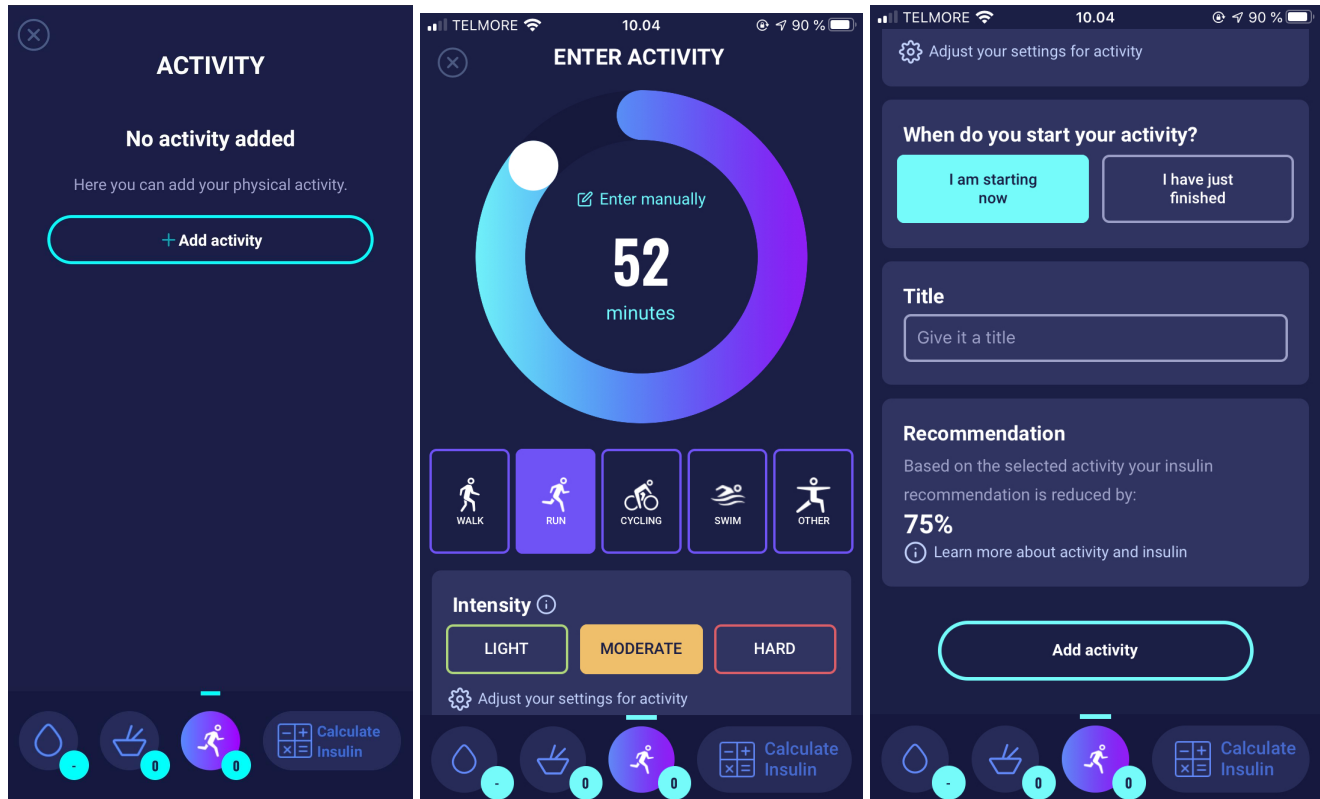 ACTIVITY
No activity added
Here you can add your physical activity.
+ Add activity
-
0
0
Calculate
Insulin
TELMORE
10.04
90 %
ENTER ACTIVITY
Enter manually
52
minutes
WALK
RUN
CYCLING
SWIM
OTHER
Intensity
LIGHT
MODERATE
HARD
Adjust your settings for activity
-
0
0
Calculate
Insulin
TELMORE
10.04
90 %
Adjust your settings for activity
When do you start your activity?
I am starting
now
I have just
finished
Title
Give it a title
Recommendation
Based on the selected activity your insulin
recommendation is reduced by:
75%
Learn more about activity and insulin
Add activity
-
0
0
Calculate
Insulin